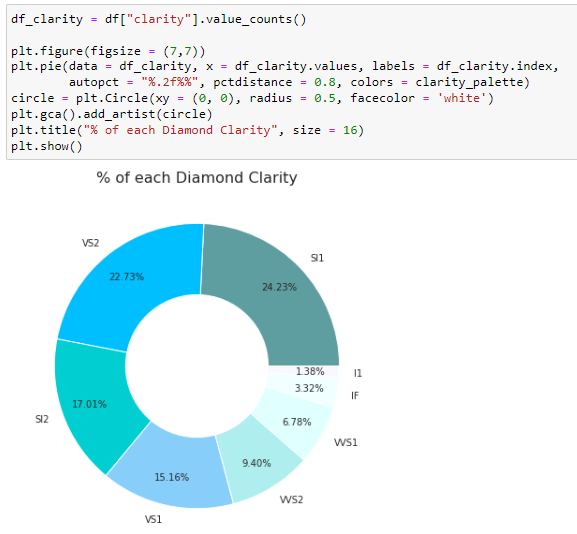 df_clarity = df["clarity"].value_counts()
plt.figure(figsize = (7,7))
plt.pie(data = df_clarity, x = df_clarity.values, labels = df_clarity.index,
autopct = "%.2f%%", pctdistance = 0.8, colors = clarity_palette)
circle = plt.Circle(xy = (0, 0), radius = 0.5, facecolor = 'white')
plt.gca().add_artist(circle)
plt.title("% of each Diamond Clarity", size = 16)
plt.show()
% of each Diamond Clarity
VS2
SI1
22.73%
24.23%
1.38%
I1
3.32%
IF
17.01%
SI2
6.78%
VVS1
9.40%
15.16%
VVS2
VS1